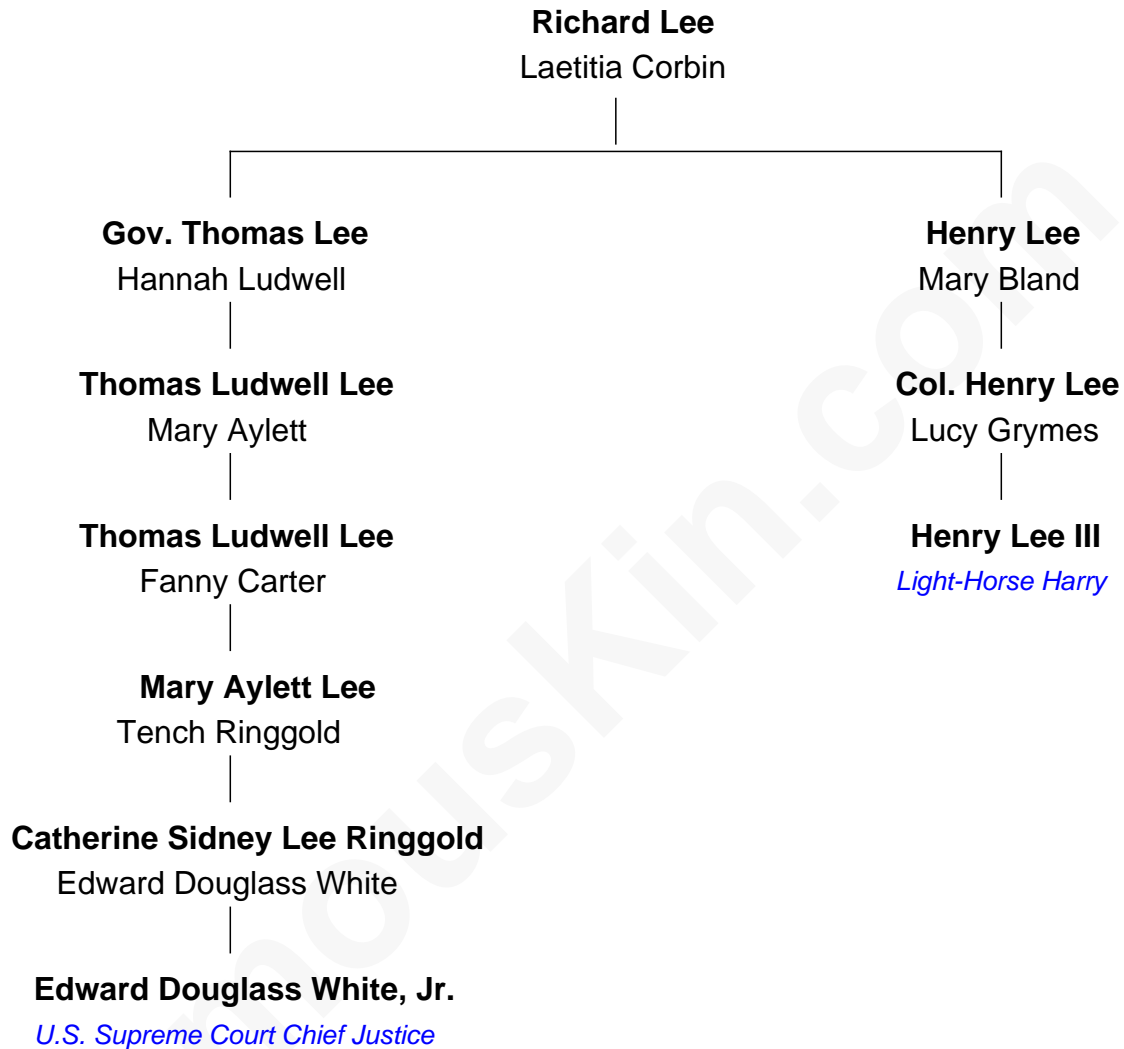 Richard Lee
Laetitia Corbin
Gov. Thomas Lee
Hannah Ludwell
Henry Lee
Mary Bland
Thomas Ludwell Lee
Mary Aylett
Col. Henry Lee
Lucy Grymes
Thomas Ludwell Lee
Fanny Carter
Henry Lee III
Light-Horse Harry
Mary Aylett Lee
Tench Ringgold
Catherine Sidney Lee Ringgold
Edward Douglass White
Edward Douglass White, Jr.
U.S. Supreme Court Chief Justice
mouskin.com